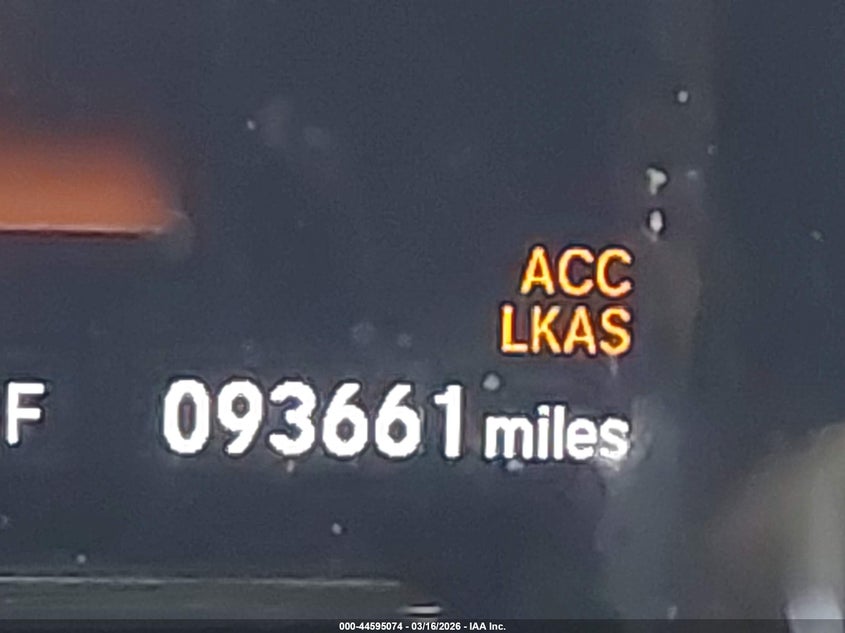 ACC
LKAS
F 093661 miles
000-44595074 - 03/16/2026 - IAA Inc.